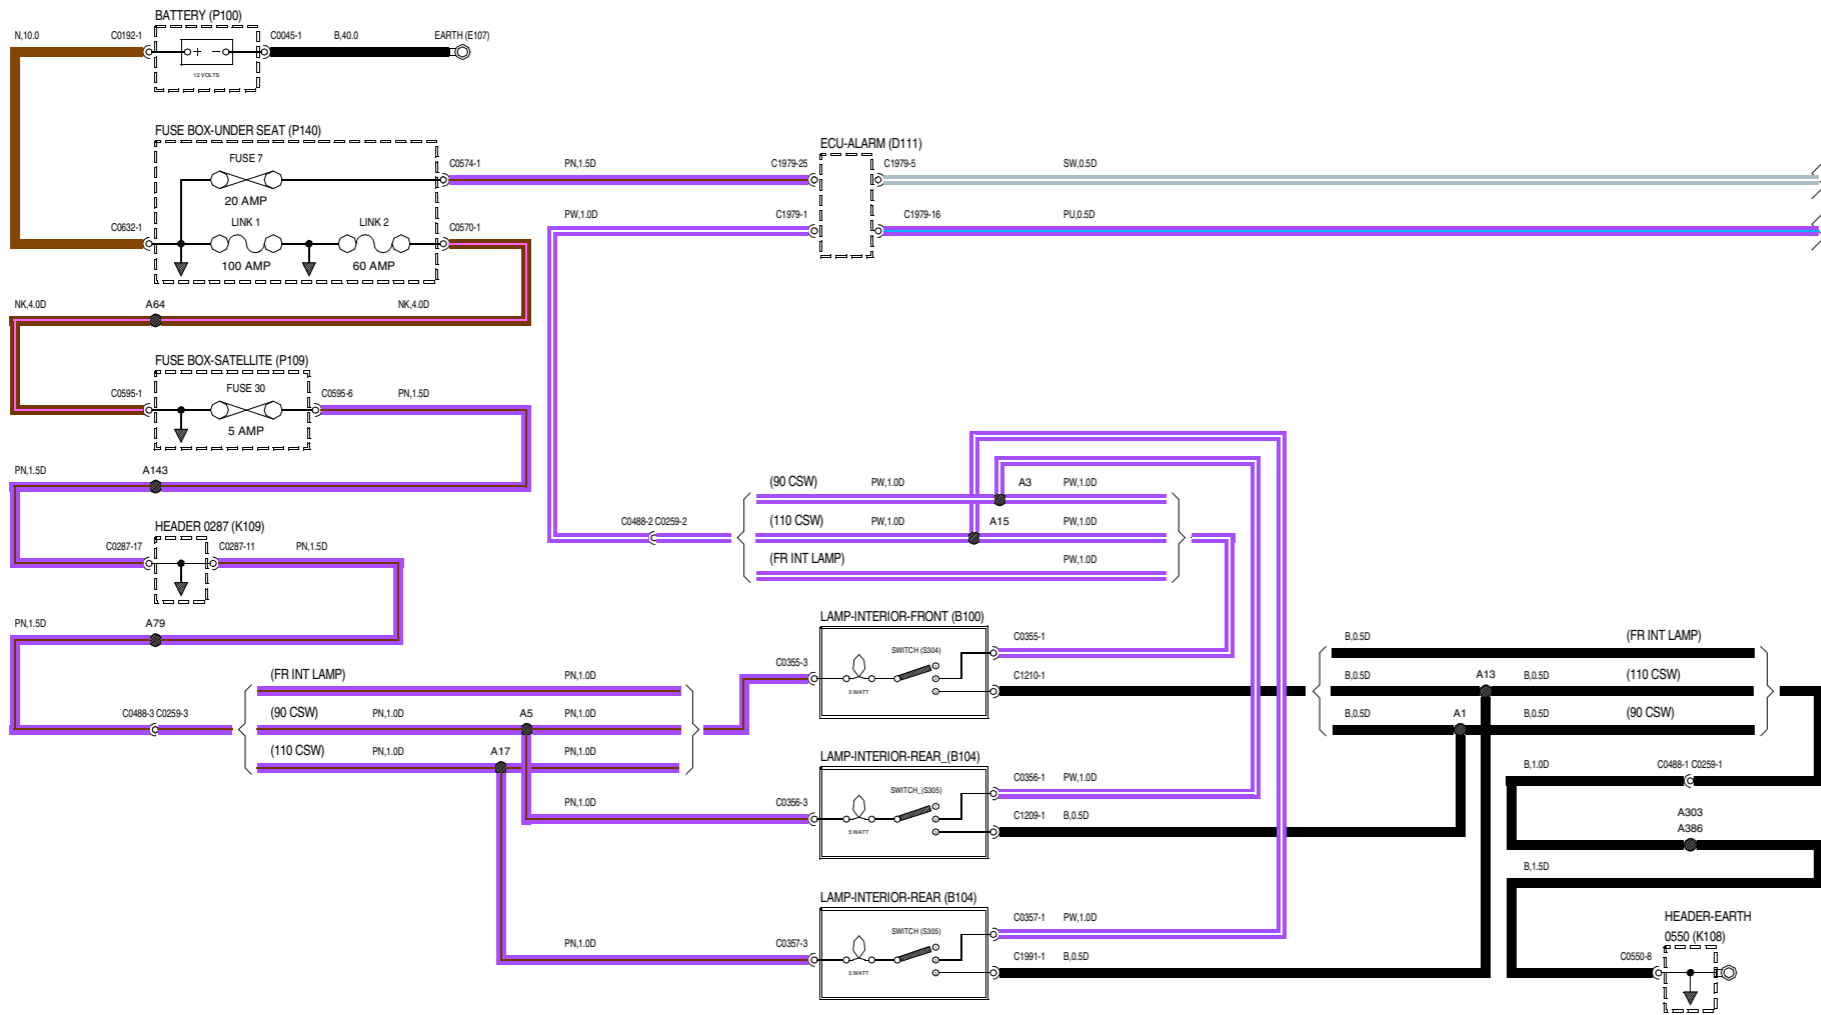 BATTERY (P100)
N,10.0
C0192-1
C0045-1
B,40.0
EARTH (E107)
+ −
12 VOLTS
FUSE BOX-UNDER SEAT (P140)
FUSE 7
20 AMP
C0574-1
PN,1.5D
C1979-25
ECU-ALARM (D111)
C1979-5
SW,0.5D
PW,1.0D
C1979-1
C1979-16
PU,0.5D
C0632-1
LINK 1
LINK 2
C0570-1
100 AMP
60 AMP
NK,4.0D
A64
NK,4.0D
FUSE BOX-SATELLITE (P109)
C0595-1
FUSE 30
C0595-6
PN,1.5D
5 AMP
PN,1.5D
A143
(90 CSW)
PW,1.0D
A3
PW,1.0D
C0488-2 C0259-2
(110 CSW)
PW,1.0D
A15
PW,1.0D
(FR INT LAMP)
PW,1.0D
HEADER 0287 (K109)
C0287-17
C0287-11
PN,1.5D
PN,1.5D
A79
LAMP-INTERIOR-FRONT (B100)
C0355-3
SWITCH (S304)
5 WATT
C0355-1
C1210-1
B,0.5D
(FR INT LAMP)
B,0.5D
A13
B,0.5D
(110 CSW)
B,0.5D
A1
B,0.5D
(90 CSW)
(FR INT LAMP)
PN,1.0D
C0488-3 C0259-3
(90 CSW)
PN,1.0D
A5
PN,1.0D
(110 CSW)
PN,1.0D
A17
PN,1.0D
LAMP-INTERIOR-REAR_(B104)
PN,1.0D
C0356-3
SWITCH_(S305)
5 WATT
C0356-1
PW,1.0D
C1209-1
B,0.5D
B,1.0D
C0488-1 C0259-1
A303
A386
B,1.5D
LAMP-INTERIOR-REAR (B104)
PN,1.0D
C0357-3
SWITCH (S305)
5 WATT
C0357-1
PW,1.0D
C1991-1
B,0.5D
HEADER-EARTH
0550 (K108)
C0550-8